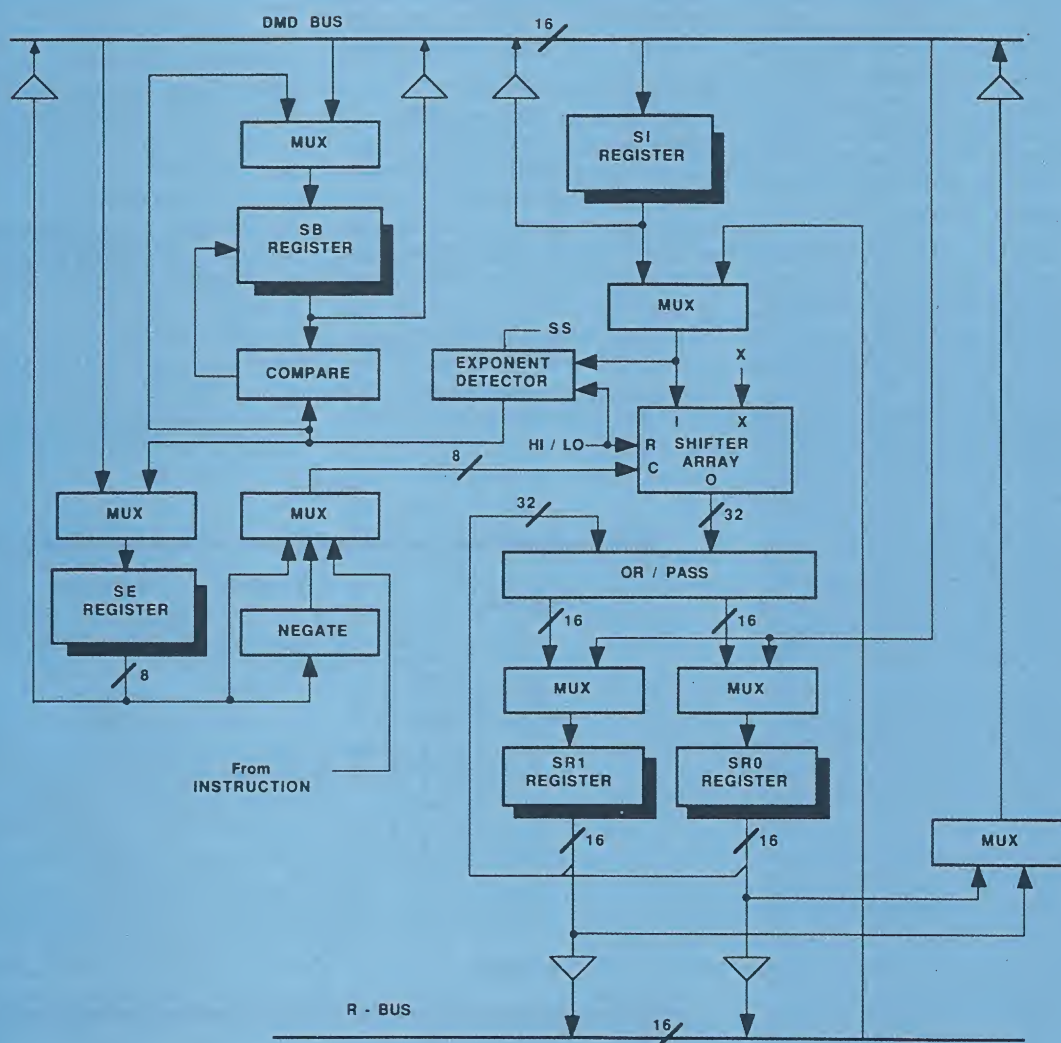 DMD BUS
16
MUX
SI
REGISTER
SB
REGISTER
MUX
SS
X
COMPARE
EXPONENT
DETECTOR
I
X
HI / LO
R
SHIFTER
ARRAY
8
C
O
MUX
MUX
32
32
OR / PASS
SE
REGISTER
NEGATE
16
16
8
MUX
MUX
From
INSTRUCTION
SR1
REGISTER
SR0
REGISTER
16
16
MUX
R - BUS
16